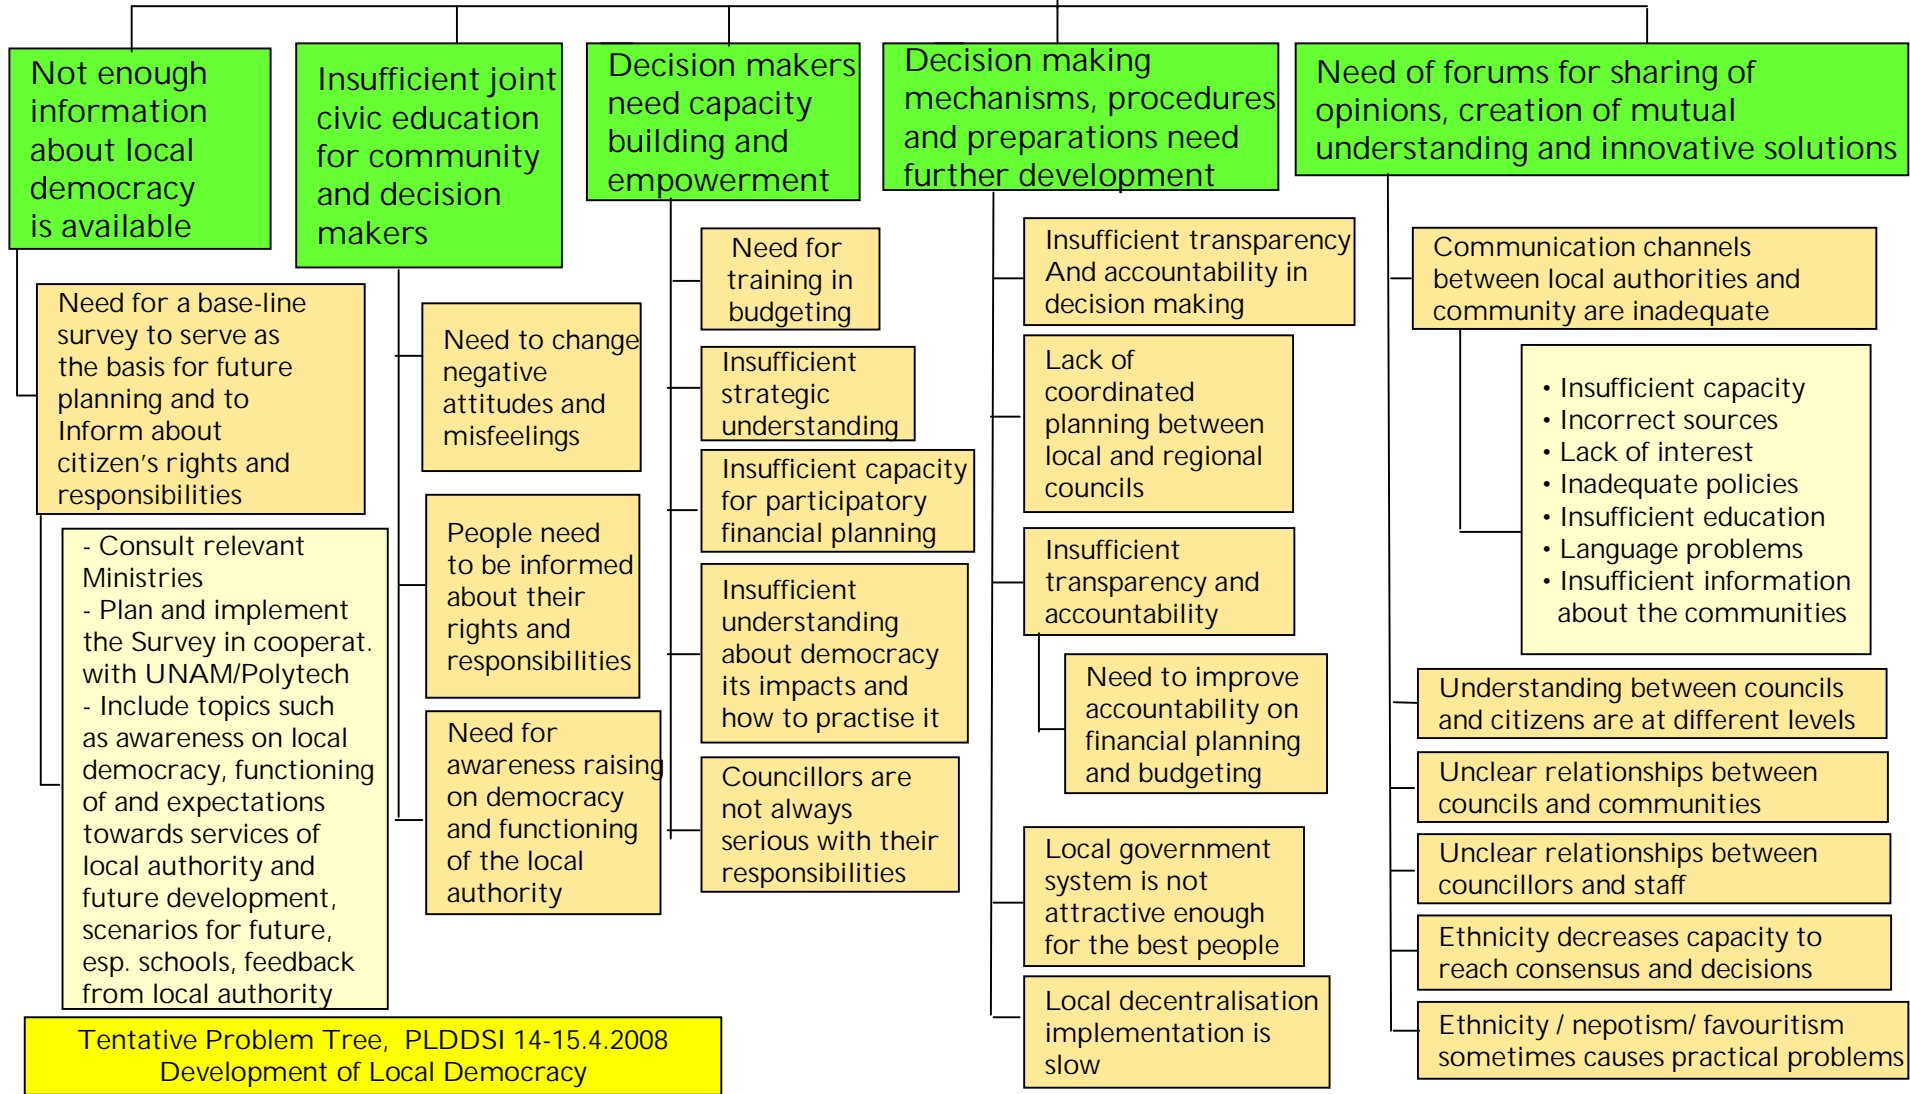 Not enough
information
about local
democracy
is available
Need for a base-line
survey to serve as
the basis for future
planning and to
Inform about
citizen’s rights and
responsibilities
- Consult relevant
Ministries
- Plan and implement
the Survey in cooperat.
with UNAM/Polytech
- Include topics such
as awareness on local
democracy, functioning
of and expectations
towards services of
local authority and
future development,
scenarios for future,
esp. schools, feedback
from local authority
Insufficient joint
civic education
for community
and decision
makers
Need to change
negative
attitudes and
misfeelings
People need
to be informed
about their
rights and
responsibilities
Need for
awareness raising
on democracy
and functioning
of the local
authority
Decision makers
need capacity
building and
empowerment
Need for
training in
budgeting
Insufficient
strategic
understanding
Insufficient capacity
for participatory
financial planning
Insufficient
understanding
about democracy
its impacts and
how to practise it
Councillors are
not always
serious with their
responsibilities
Decision making
mechanisms, procedures
and preparations need
further development
Insufficient transparency
And accountability in
decision making
Lack of
coordinated
planning between
local and regional
councils
Insufficient
transparency and
accountability
Need to improve
accountability on
financial planning
and budgeting
Local government
system is not
attractive enough
for the best people
Local decentralisation
implementation is
slow
Need of forums for sharing of
opinions, creation of mutual
understanding and innovative solutions
Communication channels
between local authorities and
community are inadequate
• Insufficient capacity
• Incorrect sources
• Lack of interest
• Inadequate policies
• Insufficient education
• Language problems
• Insufficient information
about the communities
Understanding between councils
and citizens are at different levels
Unclear relationships between
councils and communities
Unclear relationships between
councillors and staff
Ethnicity decreases capacity to
reach consensus and decisions
Ethnicity / nepotism/ favouritism
sometimes causes practical problems
Tentative Problem Tree, PLDDSI 14-15.4.2008
Development of Local Democracy